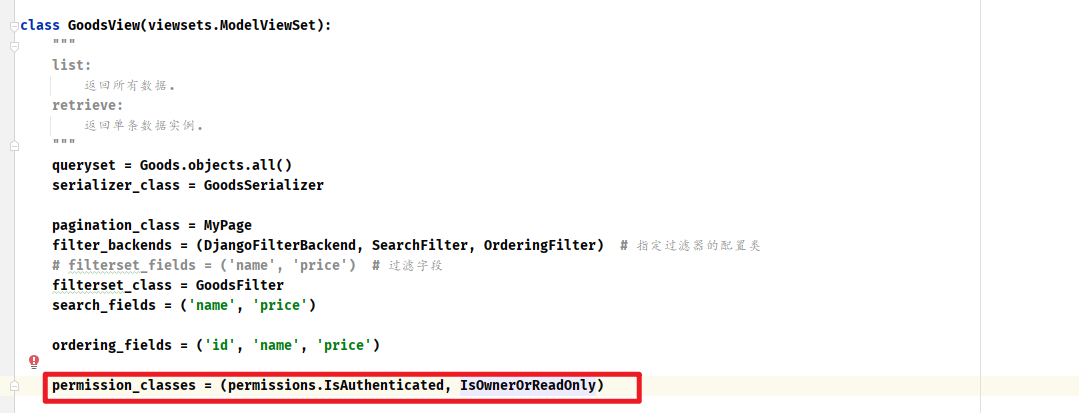 class GoodsView(viewsets.ModelViewSet):
"""
list:
返回所有数据.
retrieve:
返回单条数据实例.
"""
queryset = Goods.objects.all()
serializer_class = GoodsSerializer
pagination_class = MyPage
filter_backends = (DjangoFilterBackend, SearchFilter, OrderingFilter)  # 指定过滤器的配置类
# filterset_fields = ('name', 'price')  # 过滤字段
filterset_class = GoodsFilter
search_fields = ('name', 'price')
ordering_fields = ('id', 'name', 'price')
permission_classes = (permissions.IsAuthenticated, IsOwnerOrReadOnly)